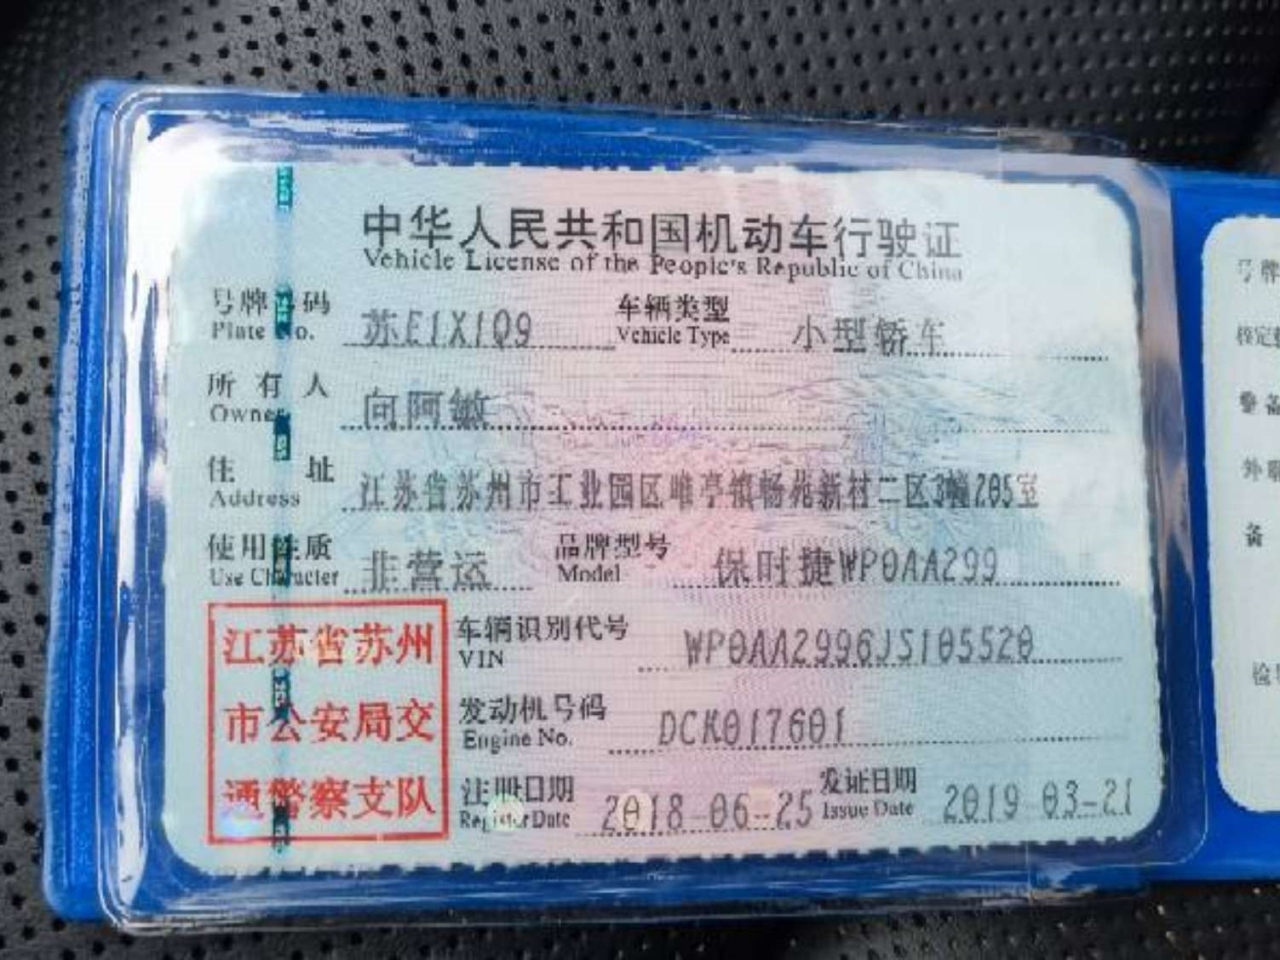 中华人民共和国机动车行驶证
Vehicle License of the People's Republic of China
号牌号码 苏E1X1Q9 车辆类型 小型轿车
Plate No. Vehicle Type
所有人 向阿敏
Owner
住址 江苏省苏州市工业园区唯亭镇畅苑新村二区3幢205室
Address
使用性质 非营运 品牌型号 保时捷WP0AA299
Use Character Model
江苏省苏州
市公安局交
通警察支队
车辆识别代号 WP0AA2996JS105520
VIN
发动机号码 DCK017601
Engine No.
注册日期 2018-06-25 发证日期 2019-03-21
Register Date Issue Date
号牌
核定
整备
外廓
备
检